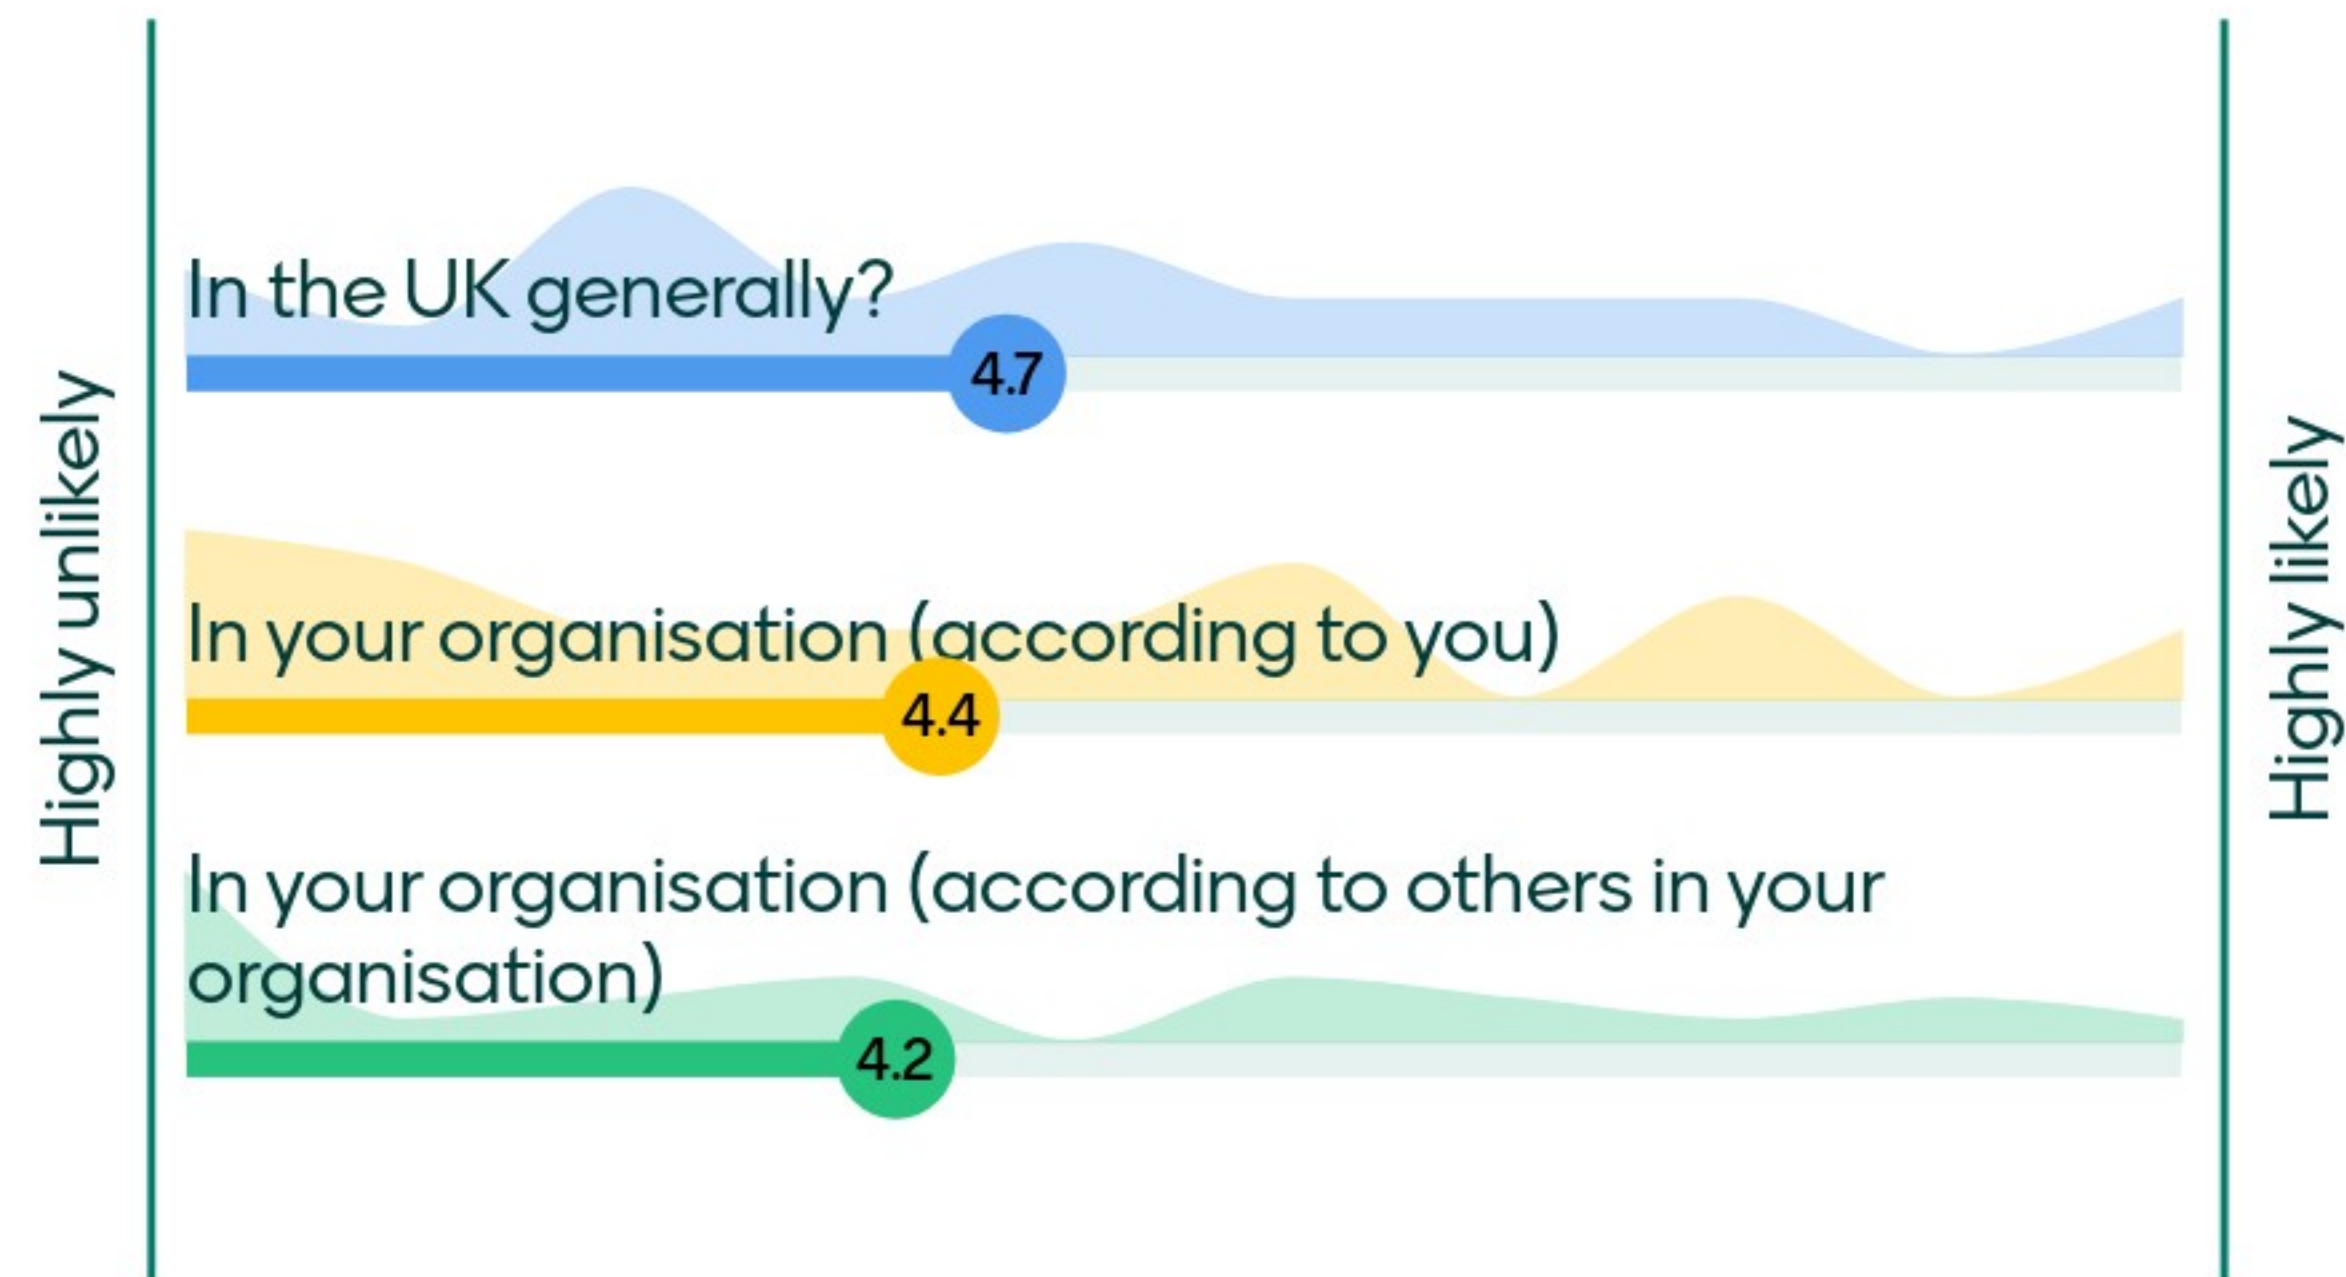 Highly unlikely
In the UK generally?
4.7
In your organisation (according to you)
4.4
In your organisation (according to others in your
organisation)
4.2
Highly likely